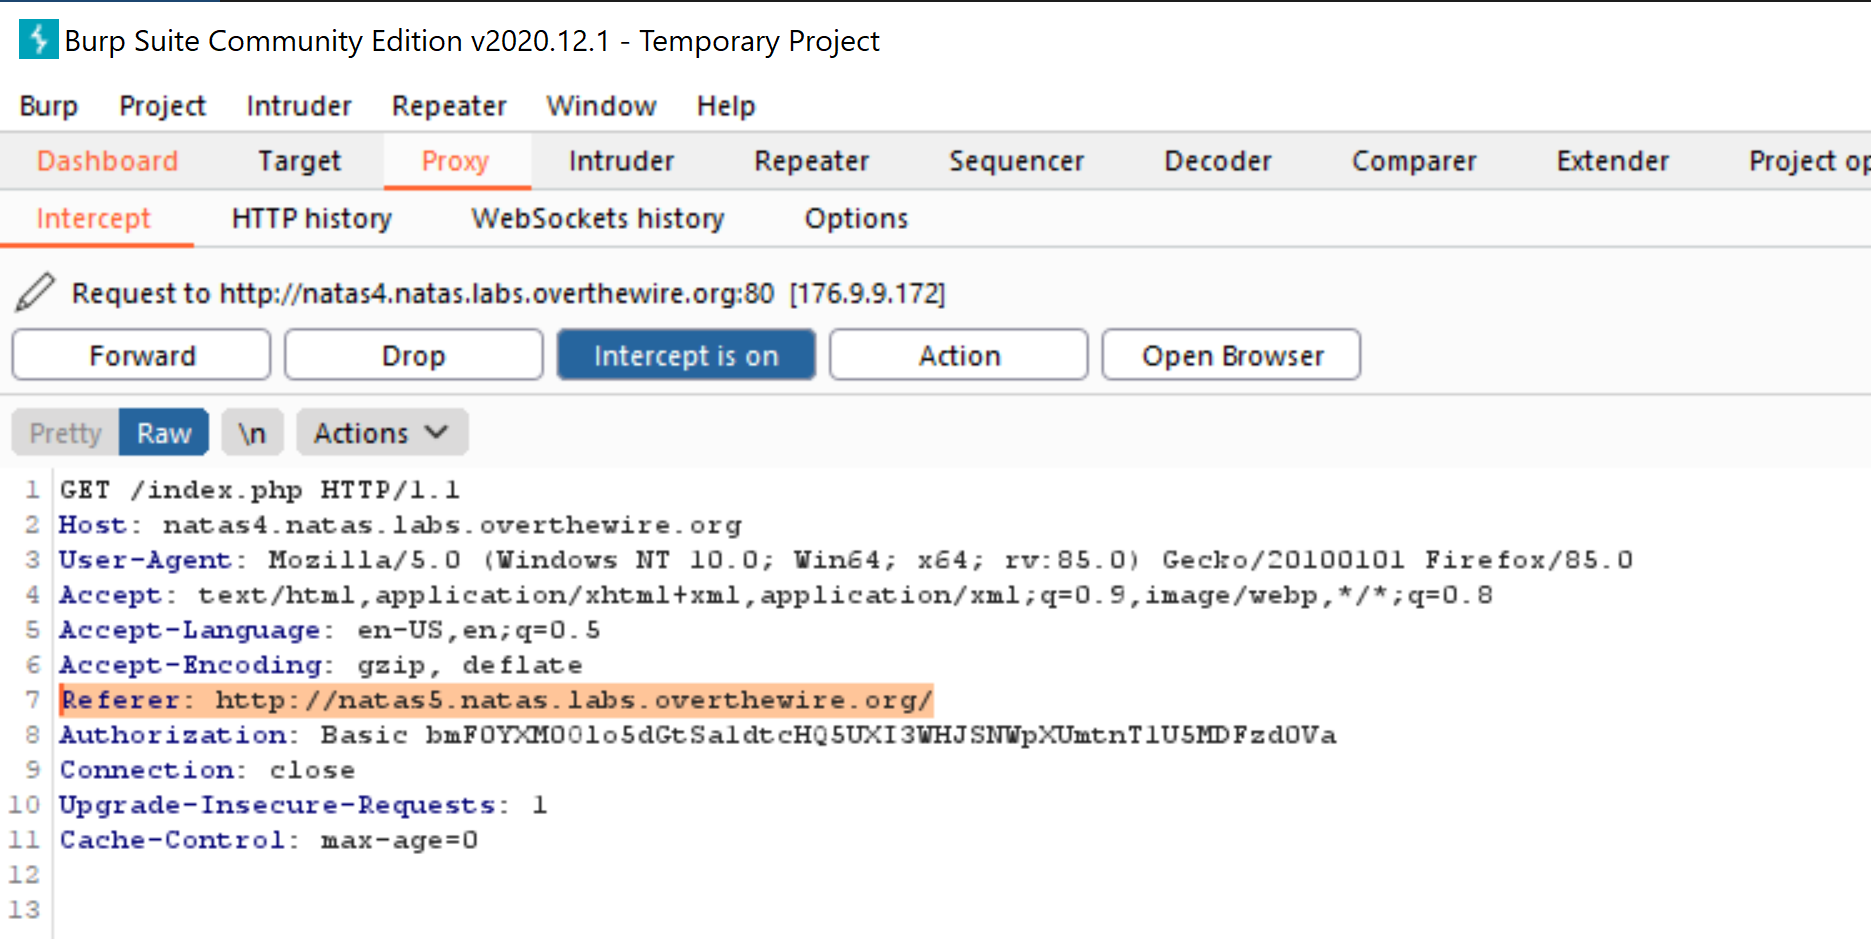 Burp Suite Community Edition v2020.12.1 - Temporary Project
Burp Project Intruder Repeater Window Help
Dashboard Target Proxy Intruder Repeater Sequencer Decoder Comparer Extender Project op
Intercept HTTP history WebSockets history Options
Request to http://natas4.natas.labs.overthewire.org:80 [176.9.9.172]
Forward Drop Intercept is on Action Open Browser
Pretty Raw \n Actions
1 GET /index.php HTTP/1.1
2 Host: natas4.natas.labs.overthewire.org
3 User-Agent: Mozilla/5.0 (Windows NT 10.0; Win64; x64; rv:85.0) Gecko/20100101 Firefox/85.0
4 Accept: text/html,application/xhtml+xml,application/xml;q=0.9,image/webp,*/*;q=0.8
5 Accept-Language: en-US,en;q=0.5
6 Accept-Encoding: gzip, deflate
7 Referer: http://natas5.natas.labs.overthewire.org/
8 Authorization: Basic
9 Connection: close
10 Upgrade-Insecure-Requests: 1
11 Cache-Control: max-age=0
12
13